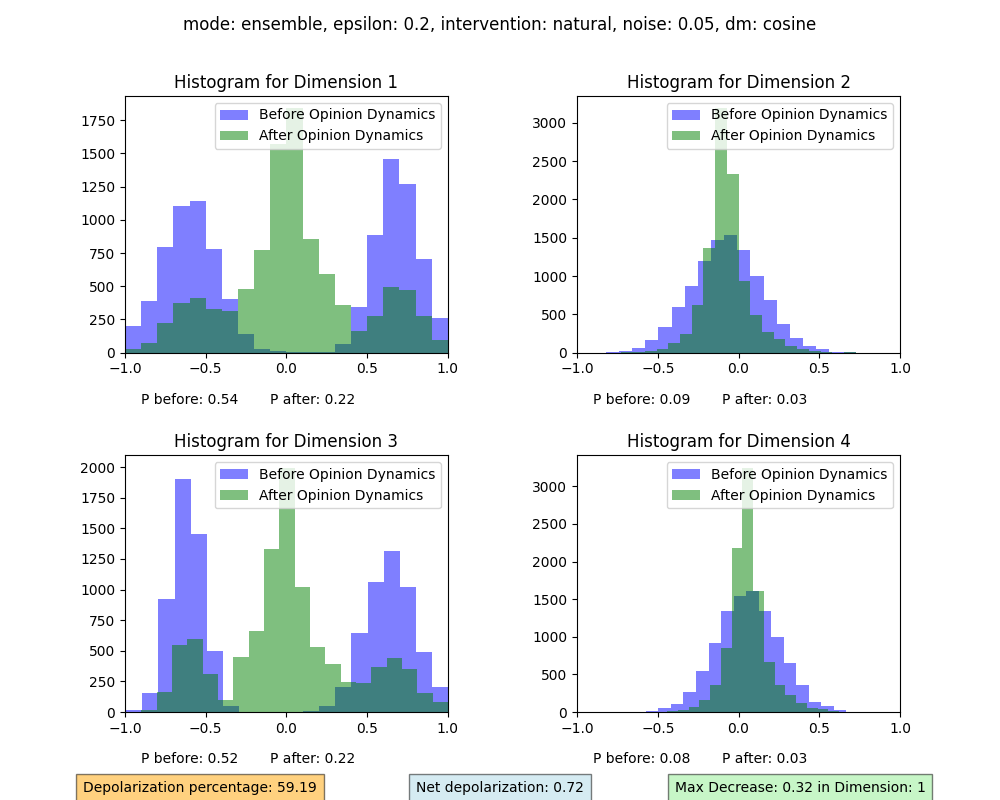 mode: ensemble, epsilon: 0.2, intervention: natural, noise: 0.05, dm: cosine
Histogram for Dimension 1
Before Opinion Dynamics
After Opinion Dynamics
1750
1500
1250
1000
750
500
250
0
−1.0 −0.5 0.0 0.5 1.0
P before: 0.54 P after: 0.22
Histogram for Dimension 2
Before Opinion Dynamics
After Opinion Dynamics
3000
2500
2000
1500
1000
500
0
−1.0 −0.5 0.0 0.5 1.0
P before: 0.09 P after: 0.03
Histogram for Dimension 3
Before Opinion Dynamics
After Opinion Dynamics
2000
1750
1500
1250
1000
750
500
250
0
−1.0 −0.5 0.0 0.5 1.0
P before: 0.52 P after: 0.22
Histogram for Dimension 4
Before Opinion Dynamics
After Opinion Dynamics
3000
2500
2000
1500
1000
500
0
−1.0 −0.5 0.0 0.5 1.0
P before: 0.08 P after: 0.03
Depolarization percentage: 59.19
Net depolarization: 0.72
Max Decrease: 0.32 in Dimension: 1